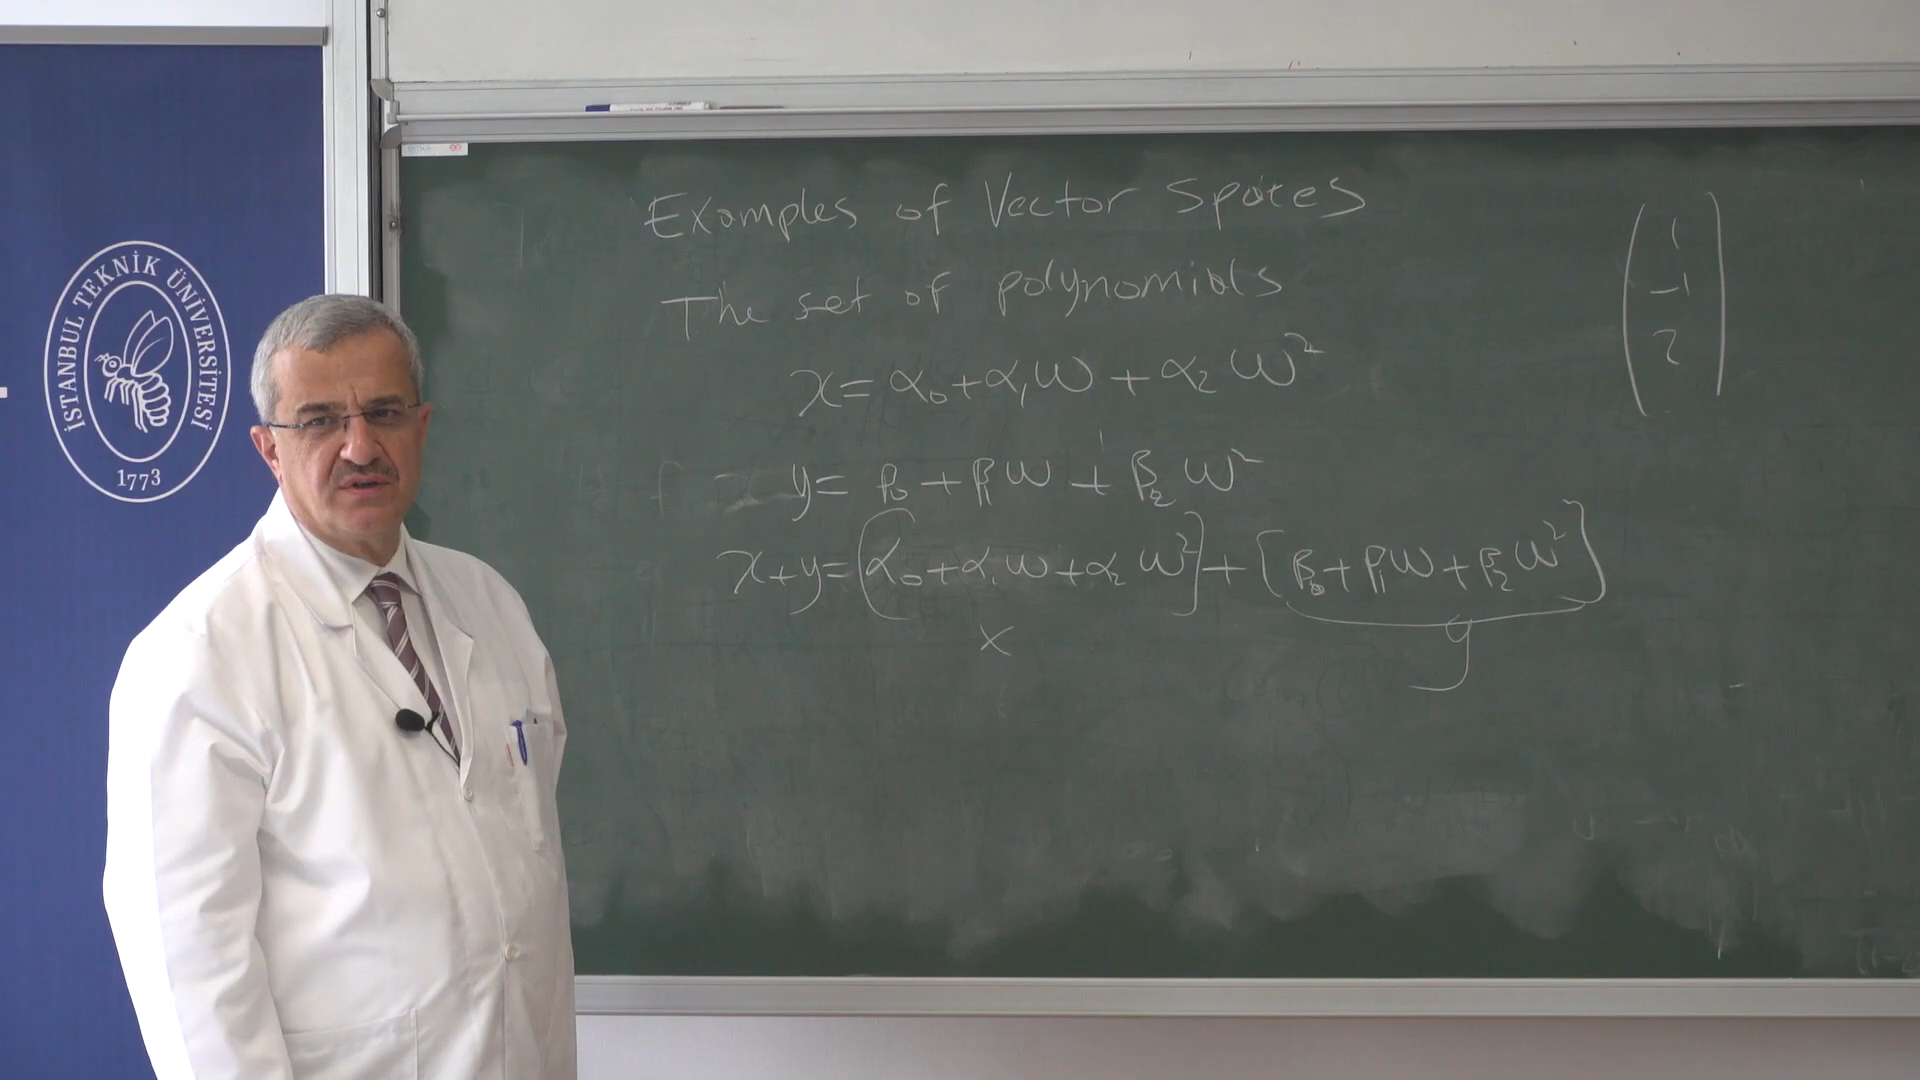 İSTANBUL TEKNİK ÜNİVERSİTESİ
1773
Examples of Vector Spaces
The set of polynomials
x = α₀ + α₁ω + α₂ω²
y = β₀ + β₁ω + β₂ω²
x+y = [α₀ + α₁ω + α₂ω²] + [β₀ + β₁ω + β₂ω²]
x
y
1
-1
2